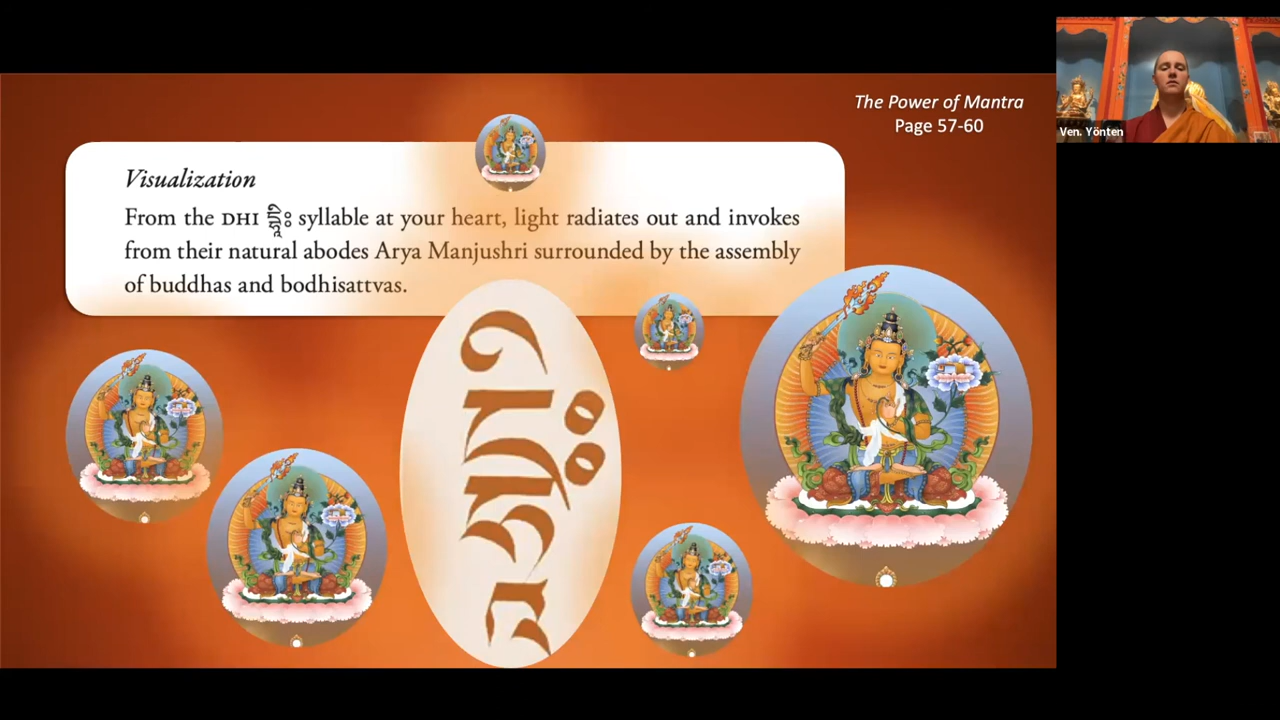 The Power of Mantra
Page 57-60
Visualization
From the DHI དྷཱིཿ syllable at your heart, light radiates out and invokes
from their natural abodes Arya Manjushri surrounded by the assembly
of buddhas and bodhisattvas.
Ven. Yönten